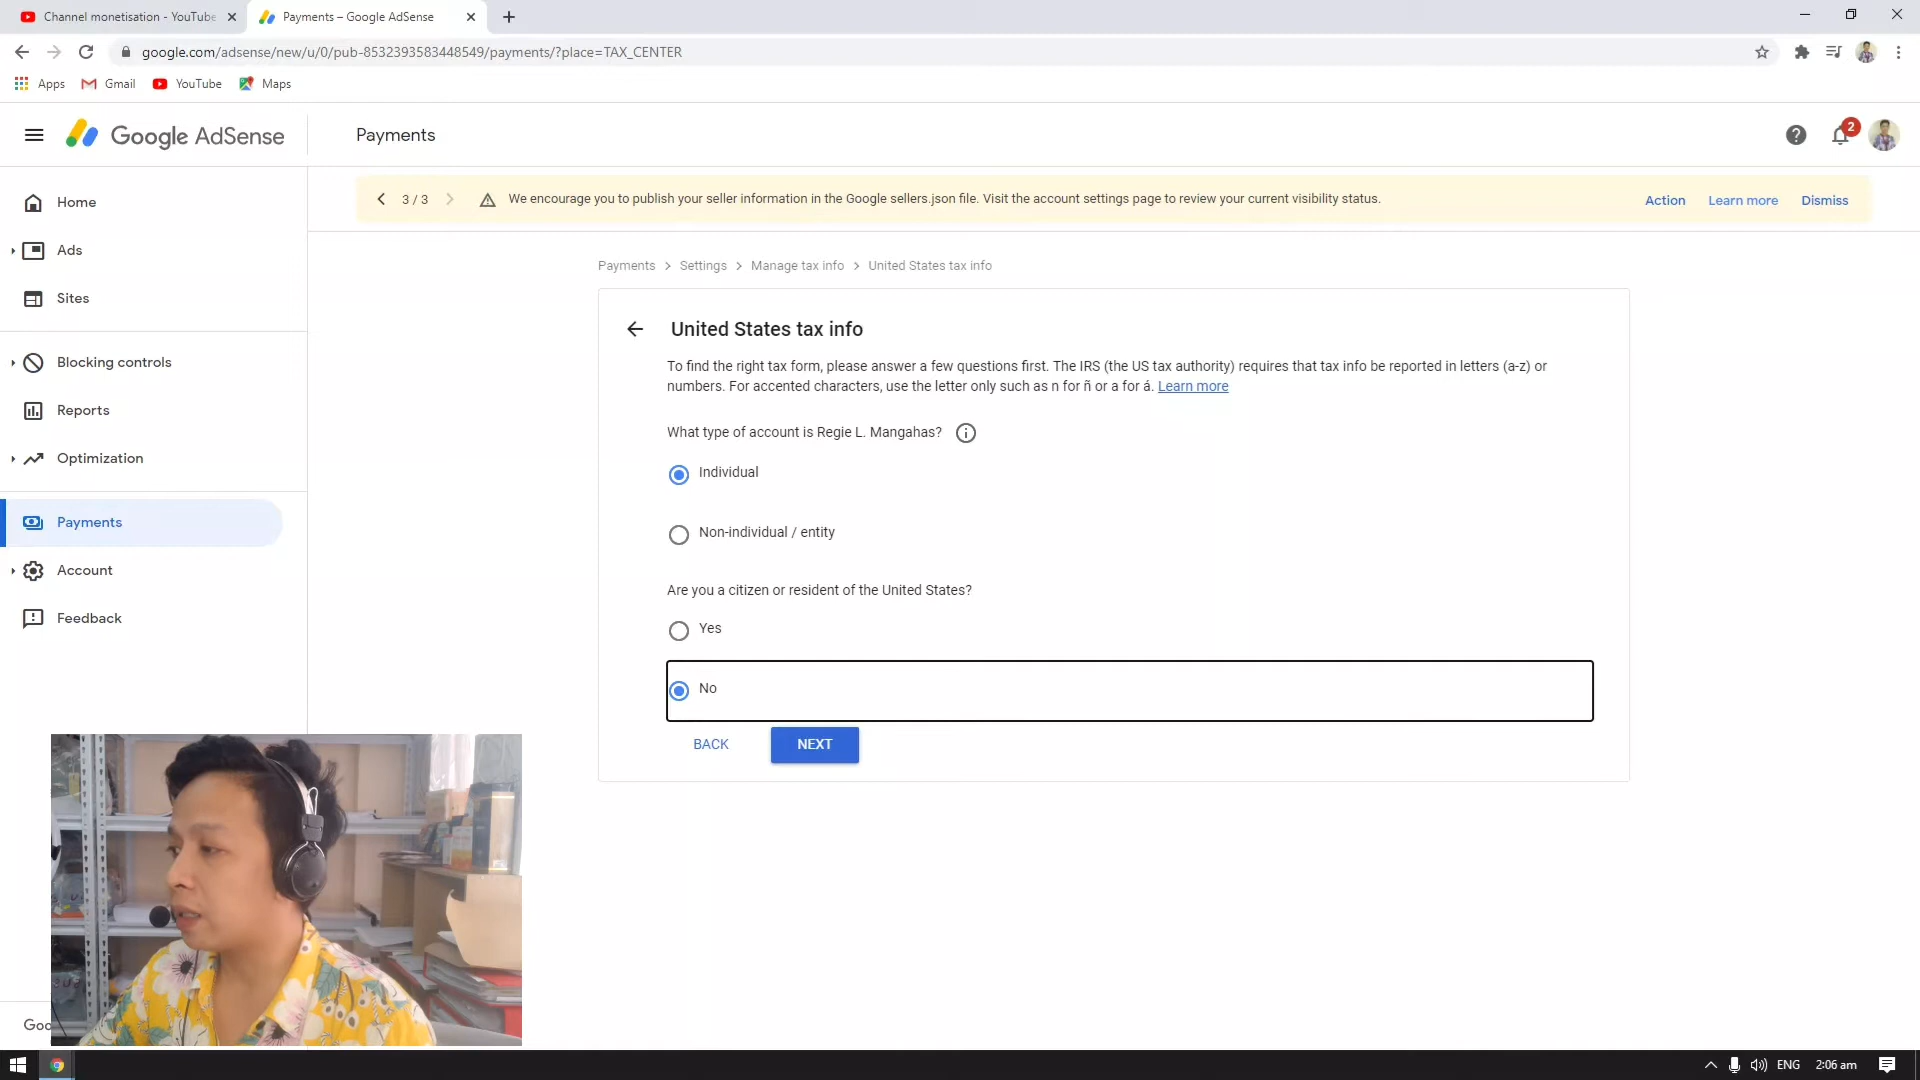 Channel monetisation - YouTube
Payments – Google AdSense
google.com/adsense/new/u/0/pub-8532393583448549/payments/?place=TAX_CENTER
Apps
Gmail
YouTube
Maps
Google AdSense
Payments
2
Home
Ads
Sites
Blocking controls
Reports
Optimization
Payments
Account
Feedback
3 / 3
We encourage you to publish your seller information in the Google sellers.json file. Visit the account settings page to review your current visibility status.
Action
Learn more
Dismiss
Payments > Settings > Manage tax info > United States tax info
United States tax info
To find the right tax form, please answer a few questions first. The IRS (the US tax authority) requires that tax info be reported in letters (a-z) or
numbers. For accented characters, use the letter only such as n for ñ or a for á. Learn more
What type of account is Regie L. Mangahas?
Individual
Non-individual / entity
Are you a citizen or resident of the United States?
Yes
No
BACK
NEXT
Goo
ENG
2:06 am